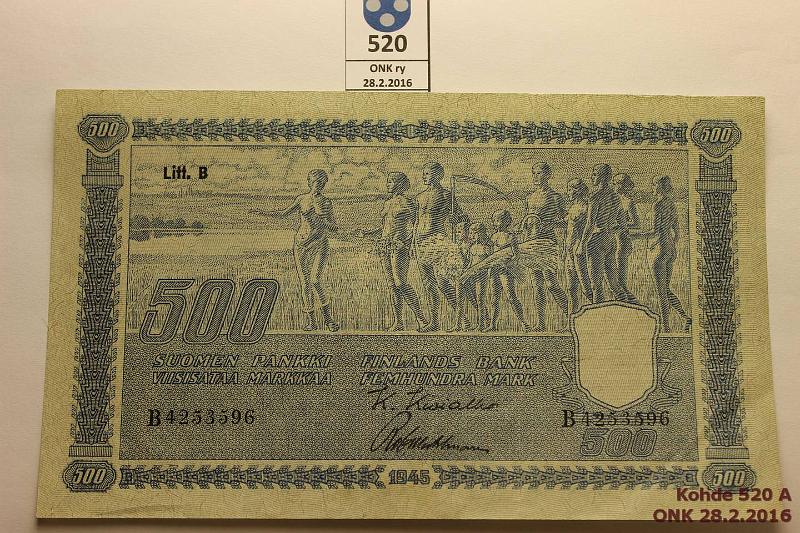 520
ONK ry
28.2.2016
500
500
Litt. B
500
SUOMEN PANKKI FINLANDS BANK
VIISISATAA MARKKAA FEMHUNDRA MARK
B4253596
B4253596
500
500
1945
500
Kohde 520 A
ONK 28.2.2016